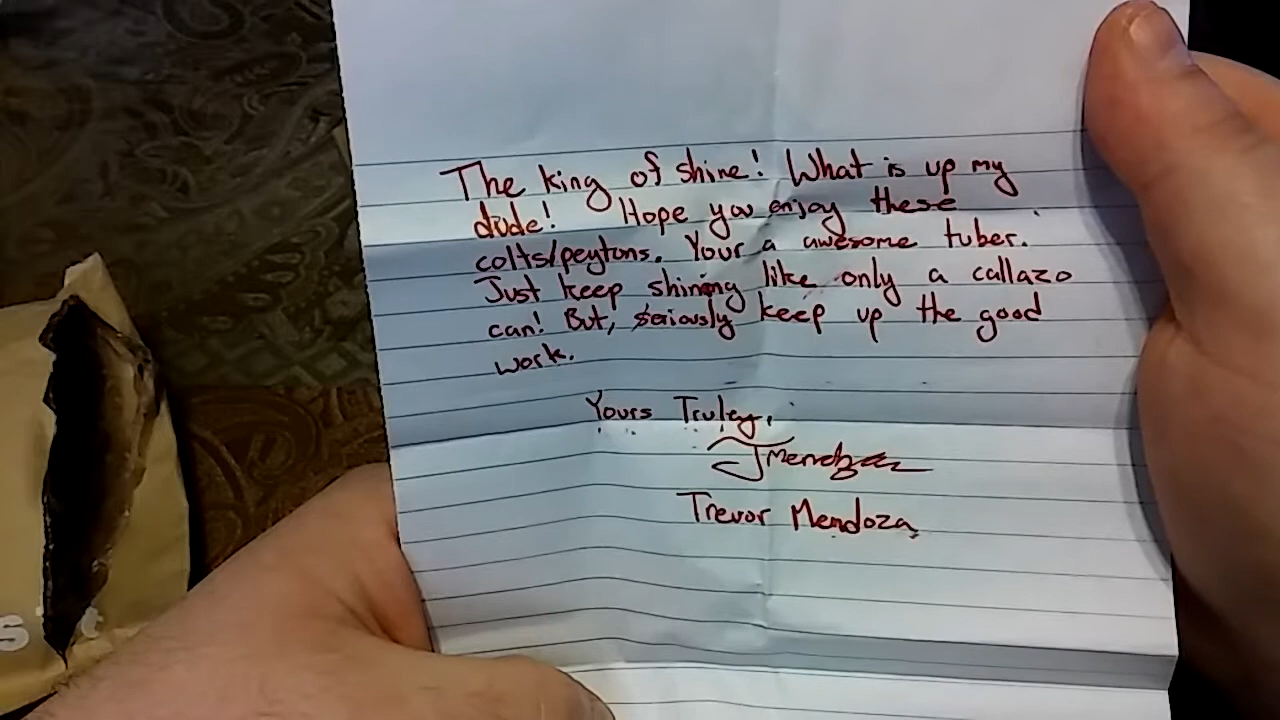 The king of shine! What is up my
dude! Hope you enjoy these
colts/peytons. Your a awesome tuber.
Just keep shining like only a callazo
can! But, seriously keep up the good
work.
Yours Truley,
TMendoza
Trevor Mendoza